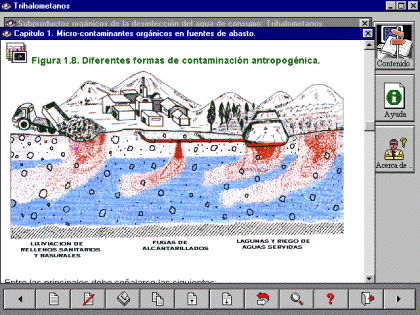 Trihalometanos
Subproductos orgánicos de la desinfección del agua de consumo: Trihalometanos
Capítulo 1. Micro-contaminantes orgánicos en fuentes de abasto.
Figura 1.8. Diferentes formas de contaminación antropogénica.
Contenido
Ayuda
Acerca de ..
LIXIVIACION DE
RELLENOS SANITARIOS
Y BASURALES
FUGAS DE
ALCANTARILLADOS
LAGUNAS Y RIEGO DE
AGUAS SERVIDAS
Entre las principales debe señalarse las siguientes: